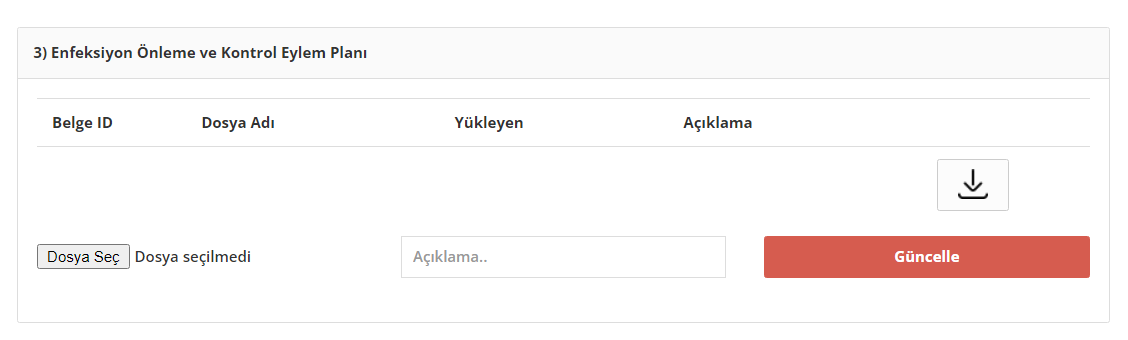 3) Enfeksiyon Önleme ve Kontrol Eylem Planı
Belge ID Dosya Adı Yükleyen Açıklama
Dosya Seç Dosya seçilmedi Açıklama.. Güncelle